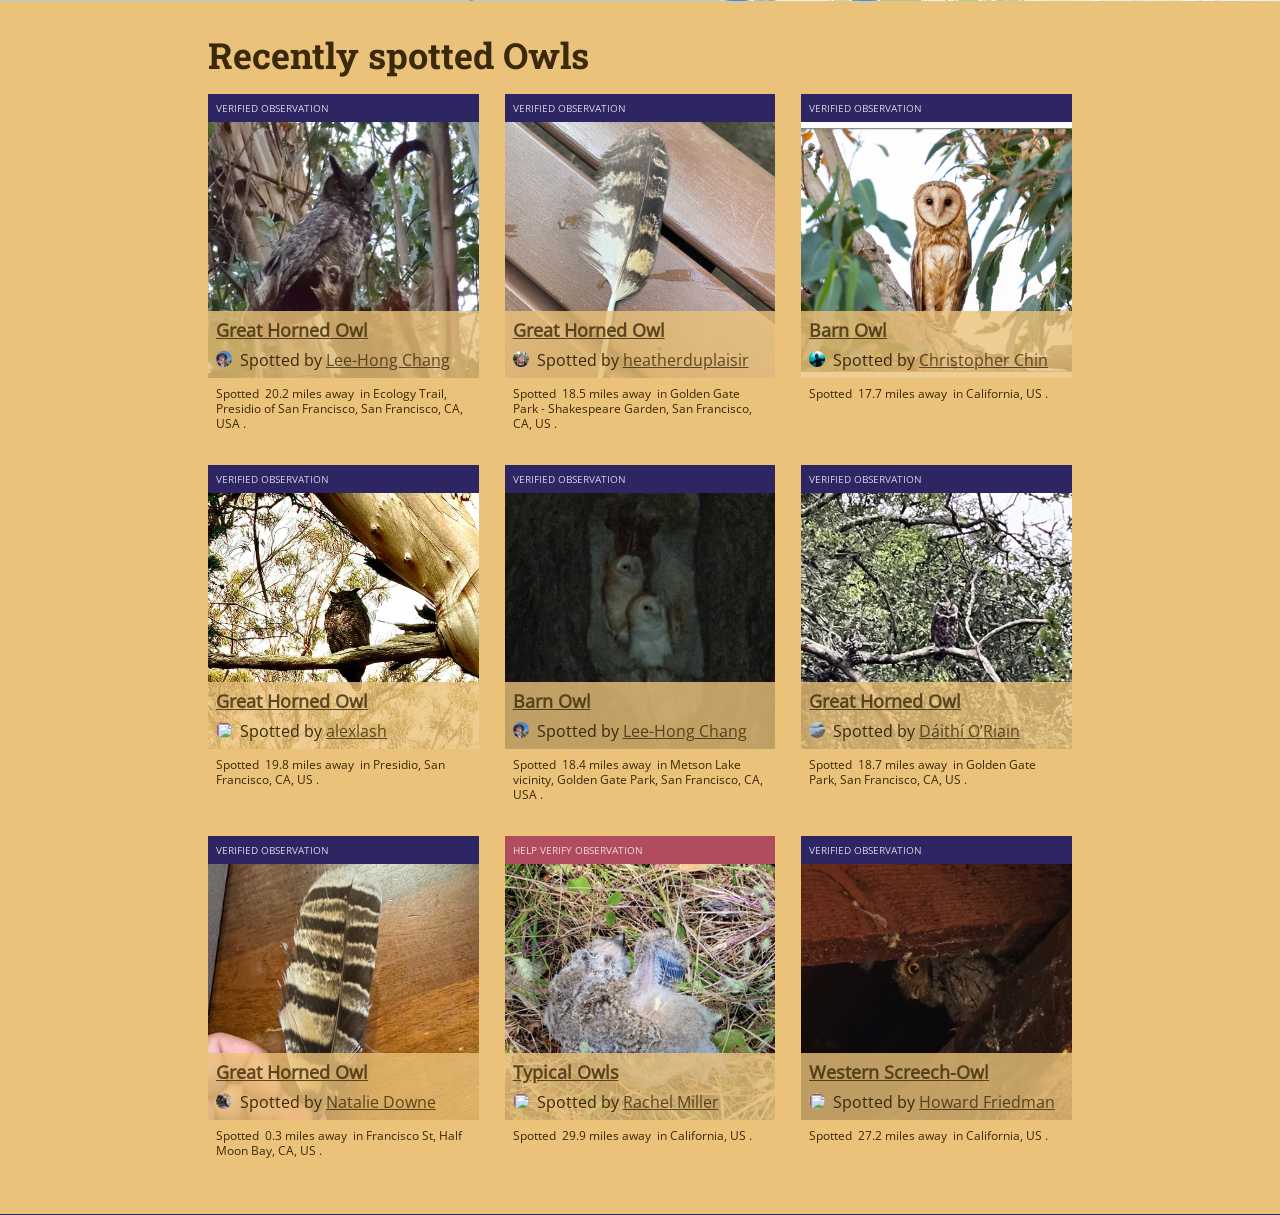 Recently spotted Owls
VERIFIED OBSERVATION
Great Horned Owl
Spotted by Lee-Hong Chang
Spotted 20.2 miles away in Ecology Trail,
Presidio of San Francisco, San Francisco, CA,
USA .
VERIFIED OBSERVATION
Great Horned Owl
Spotted by heatherduplaisir
Spotted 18.5 miles away in Golden Gate
Park - Shakespeare Garden, San Francisco,
CA, US .
VERIFIED OBSERVATION
Barn Owl
Spotted by Christopher Chin
Spotted 17.7 miles away in California, US .
VERIFIED OBSERVATION
Great Horned Owl
Spotted by alexlash
Spotted 19.8 miles away in Presidio, San
Francisco, CA, US .
VERIFIED OBSERVATION
Barn Owl
Spotted by Lee-Hong Chang
Spotted 18.4 miles away in Metson Lake
vicinity, Golden Gate Park, San Francisco, CA,
USA .
VERIFIED OBSERVATION
Great Horned Owl
Spotted by Dáithí O'Riain
Spotted 18.7 miles away in Golden Gate
Park, San Francisco, CA, US .
VERIFIED OBSERVATION
Great Horned Owl
Spotted by Natalie Downe
Spotted 0.3 miles away in Francisco St, Half
Moon Bay, CA, US .
HELP VERIFY OBSERVATION
Typical Owls
Spotted by Rachel Miller
Spotted 29.9 miles away in California, US .
VERIFIED OBSERVATION
Western Screech-Owl
Spotted by Howard Friedman
Spotted 27.2 miles away in California, US .